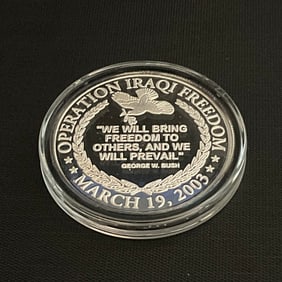 OPERATION IRAQI FREEDOM
"WE WILL BRING
FREEDOM TO
OTHERS, AND WE
WILL PREVAIL"
GEORGE W. BUSH
MARCH 19, 2003